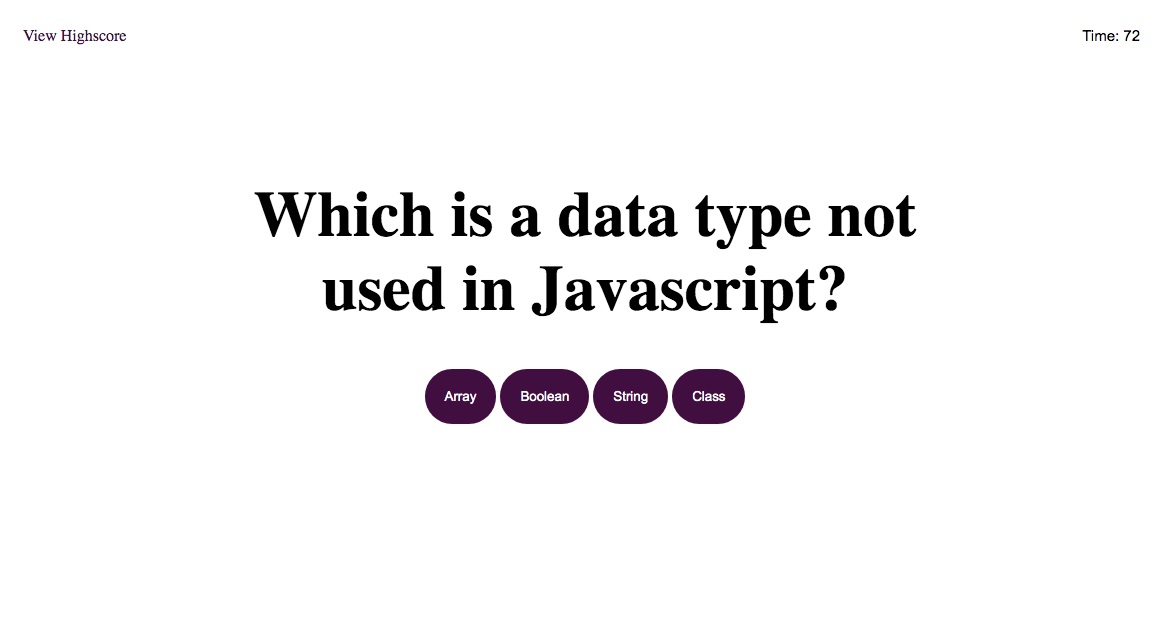 View Highscore
Time: 72
Which is a data type not
used in Javascript?
Array
Boolean
String
Class